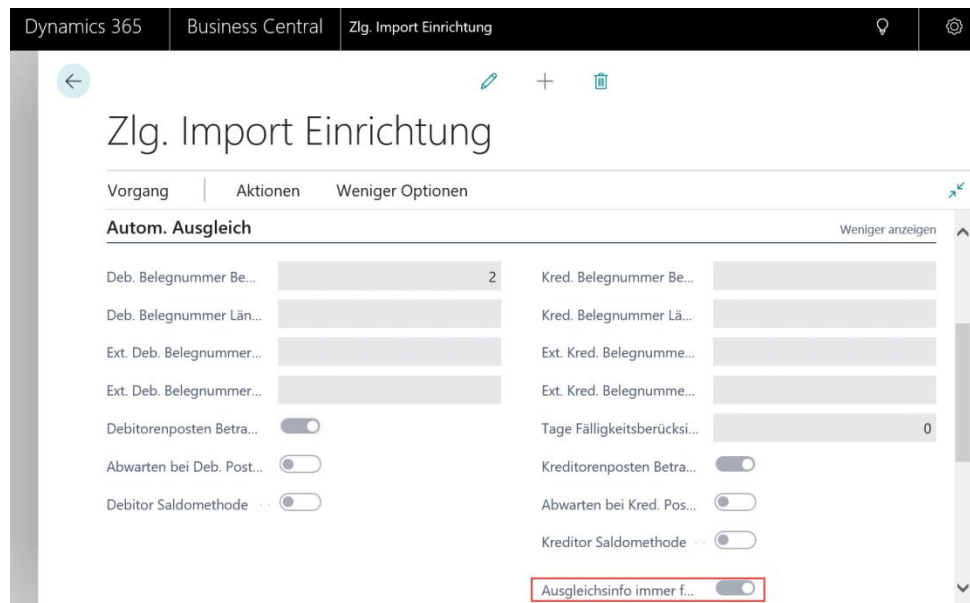 Dynamics 365 Business Central Zlg. Import Einrichtung
Zlg. Import Einrichtung
Vorgang Aktionen Weniger Optionen
Autom. Ausgleich Weniger anzeigen
Deb. Belegnummer Be... 2
Deb. Belegnummer Län...
Ext. Deb. Belegnummer...
Ext. Deb. Belegnummer...
Debitorenposten Betra...
Abwarten bei Deb. Post...
Debitor Saldomethode
Kred. Belegnummer Be...
Kred. Belegnummer Lä...
Ext. Kred. Belegnumme...
Ext. Kred. Belegnumme...
Tage Fälligkeitsberücksi... 0
Kreditorenposten Betra...
Abwarten bei Kred. Pos...
Kreditor Saldomethode
Ausgleichsinfo immer f...